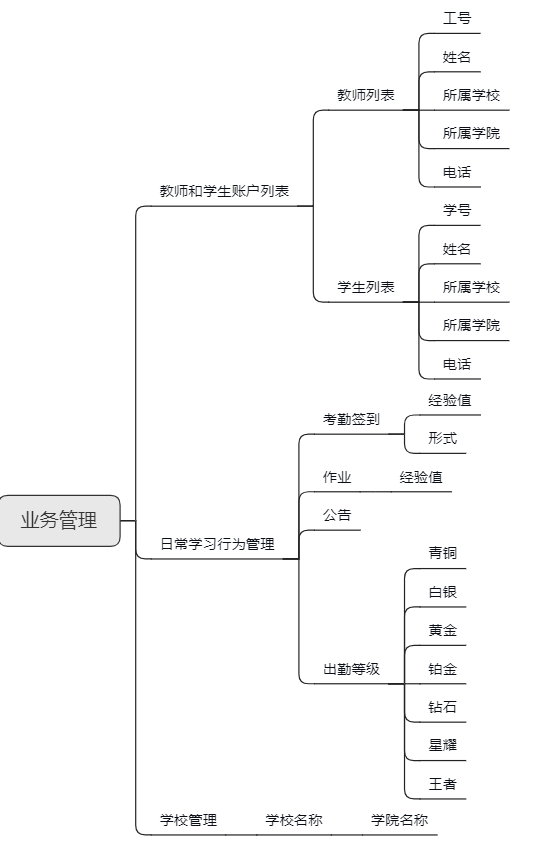 业务管理
教师和学生账户列表
教师列表
工号
姓名
所属学校
所属学院
电话
学生列表
学号
姓名
所属学校
所属学院
电话
日常学习行为管理
考勤签到
经验值
形式
作业
经验值
公告
出勤等级
青铜
白银
黄金
铂金
钻石
星耀
王者
学校管理
学校名称
学院名称